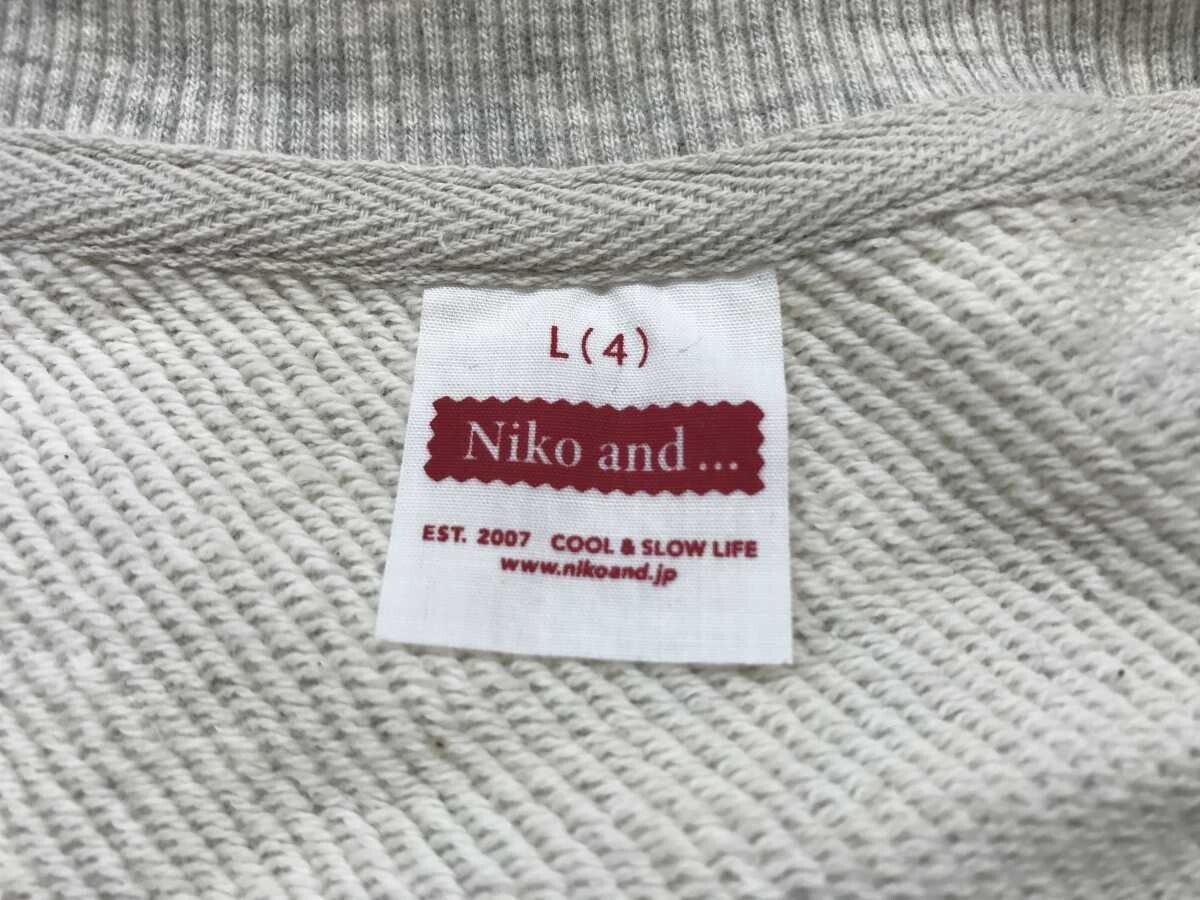 L(4)
Niko and ...
EST. 2007 COOL & SLOW LIFE
www.nikoand.jp